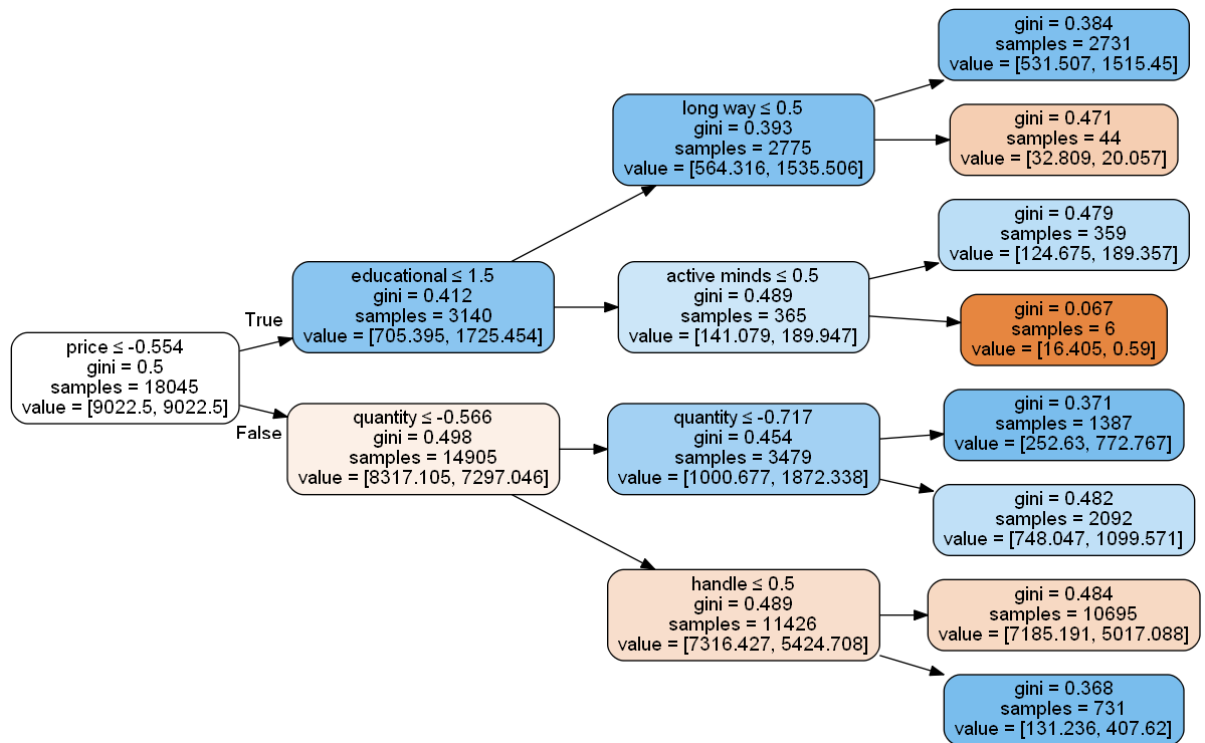 price ≤ -0.554
gini = 0.5
samples = 18045
value = [9022.5, 9022.5]
True
False
educational ≤ 1.5
gini = 0.412
samples = 3140
value = [705.395, 1725.454]
quantity ≤ -0.566
gini = 0.498
samples = 14905
value = [8317.105, 7297.046]
long way ≤ 0.5
gini = 0.393
samples = 2775
value = [564.316, 1535.506]
active minds ≤ 0.5
gini = 0.489
samples = 365
value = [141.079, 189.947]
quantity ≤ -0.717
gini = 0.454
samples = 3479
value = [1000.677, 1872.338]
handle ≤ 0.5
gini = 0.489
samples = 11426
value = [7316.427, 5424.708]
gini = 0.384
samples = 2731
value = [531.507, 1515.45]
gini = 0.471
samples = 44
value = [32.809, 20.057]
gini = 0.479
samples = 359
value = [124.675, 189.357]
gini = 0.067
samples = 6
value = [16.405, 0.59]
gini = 0.371
samples = 1387
value = [252.63, 772.767]
gini = 0.482
samples = 2092
value = [748.047, 1099.571]
gini = 0.484
samples = 10695
value = [7185.191, 5017.088]
gini = 0.368
samples = 731
value = [131.236, 407.62]